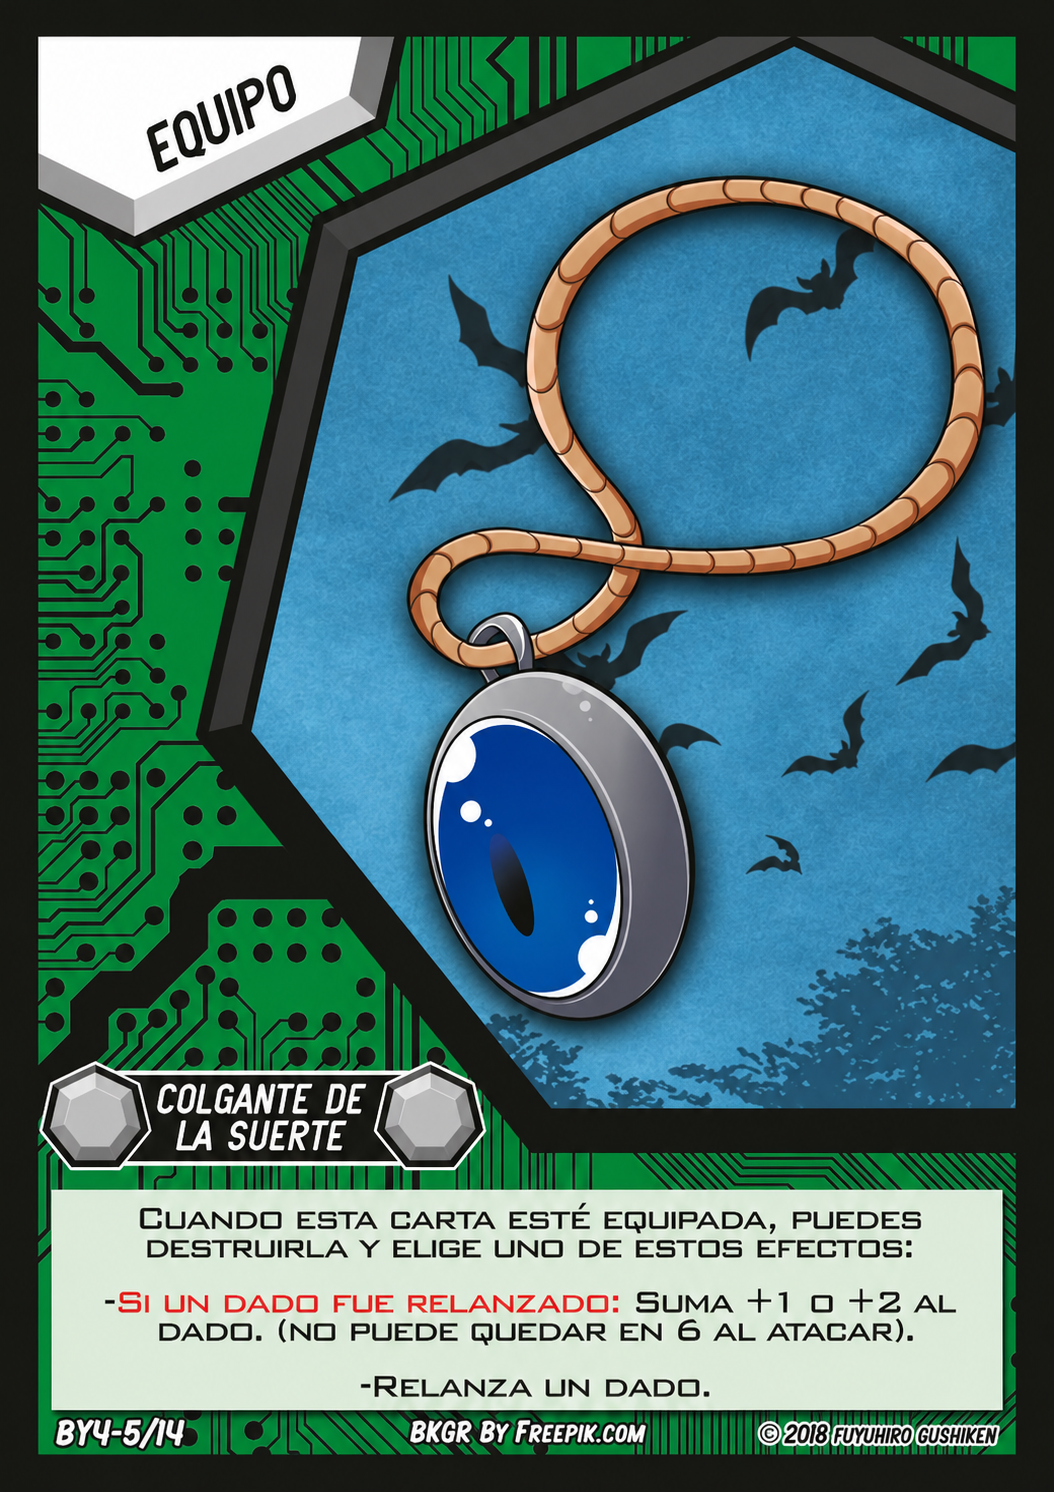 EQUIPO
COLGANTE DE
LA SUERTE
CUANDO ESTA CARTA ESTÉ EQUIPADA, PUEDES
DESTRUIRLA Y ELIGE UNO DE ESTOS EFECTOS:
-SI UN DADO FUE RELANZADO: SUMA +1 O +2 AL
DADO. (NO PUEDE QUEDAR EN 6 AL ATACAR).
-RELANZA UN DADO.
BY4-5/14
BKGR BY FREEPIK.COM
© 2018 FUYUHIRO GUSHIKEN